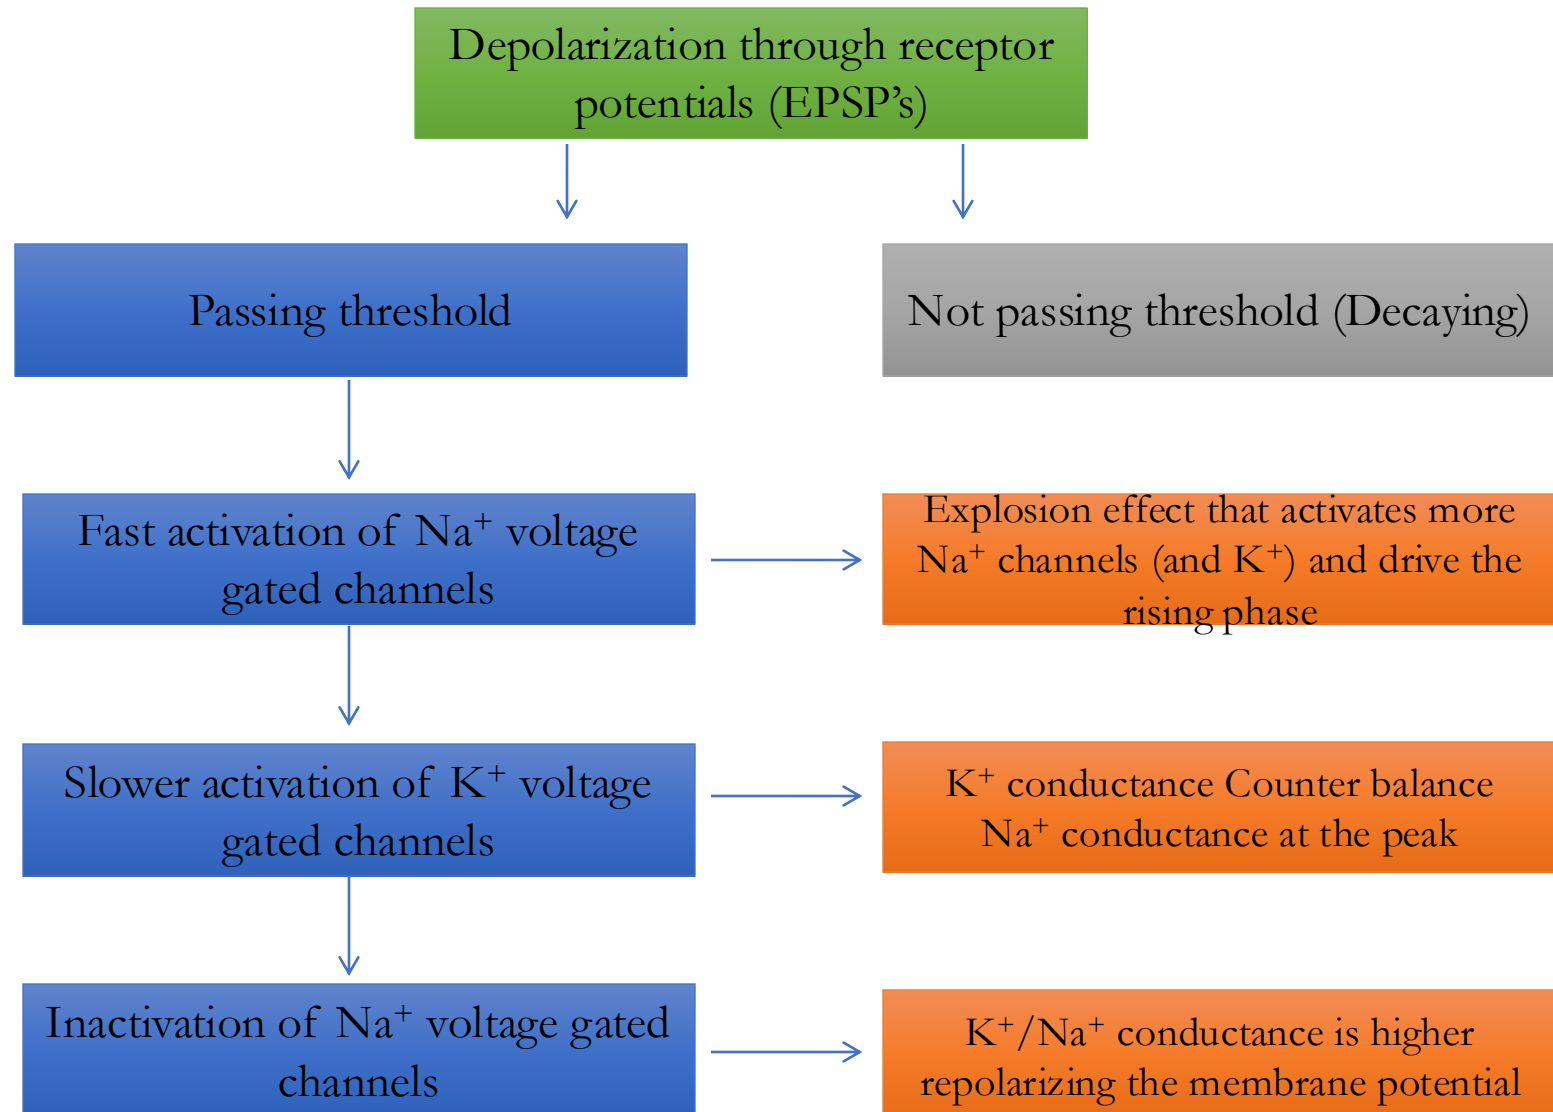 Depolarization through receptor
potentials (EPSP’s)
Passing threshold
Not passing threshold (Decaying)
Fast activation of Na⁺ voltage
gated channels
Explosion effect that activates more
Na⁺ channels (and K⁺) and drive the
rising phase
Slower activation of K⁺ voltage
gated channels
K⁺ conductance Counter balance
Na⁺ conductance at the peak
Inactivation of Na⁺ voltage gated
channels
K⁺/Na⁺ conductance is higher
repolarizing the membrane potential